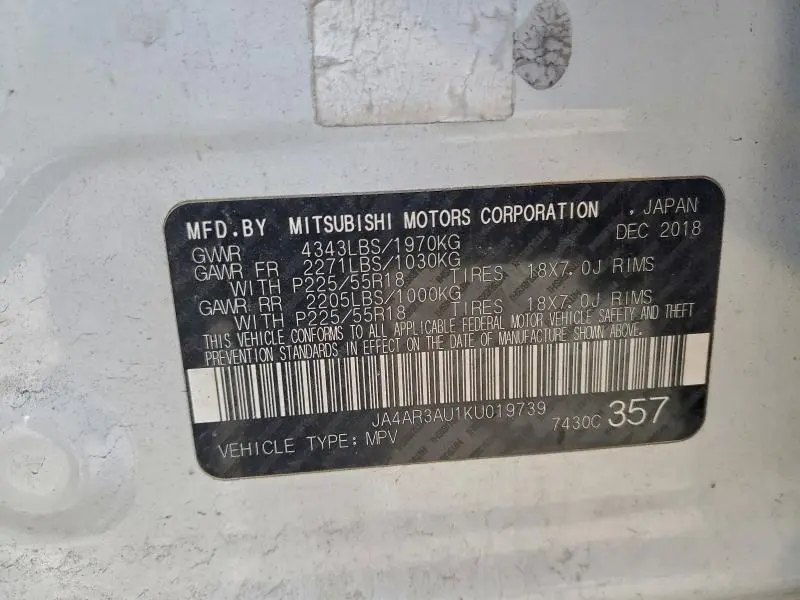 MFD.BY MITSUBISHI MOTORS CORPORATION , JAPAN
GVWR 4343LBS/1970KG DEC 2018
GAWR FR 2271LBS/1030KG
WITH P225/55R18 TIRES 18X7.0J RIMS
GAWR RR 2205LBS/1000KG
WITH P225/55R18 TIRES 18X7.0J RIMS
THIS VEHICLE CONFORMS TO ALL APPLICABLE FEDERAL MOTOR VEHICLE SAFETY AND THEFT
PREVENTION STANDARDS IN EFFECT ON THE DATE OF MANUFACTURE SHOWN ABOVE.
JA4AR3AU1KU019739
VEHICLE TYPE: MPV 7430C 357